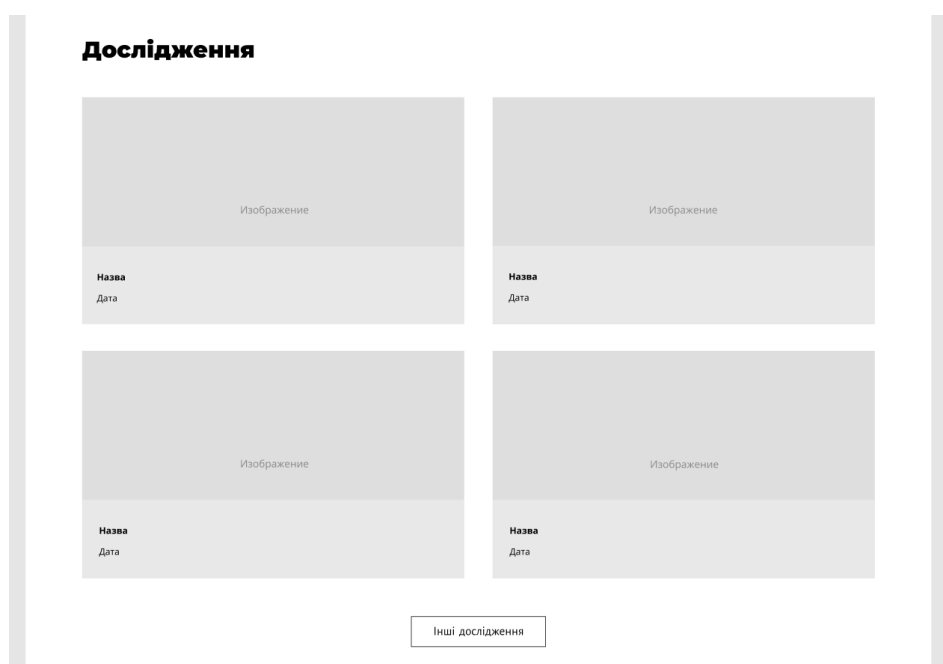 Дослідження
Изображение
Изображение
Назва
Дата
Назва
Дата
Изображение
Изображение
Назва
Дата
Назва
Дата
Інші дослідження